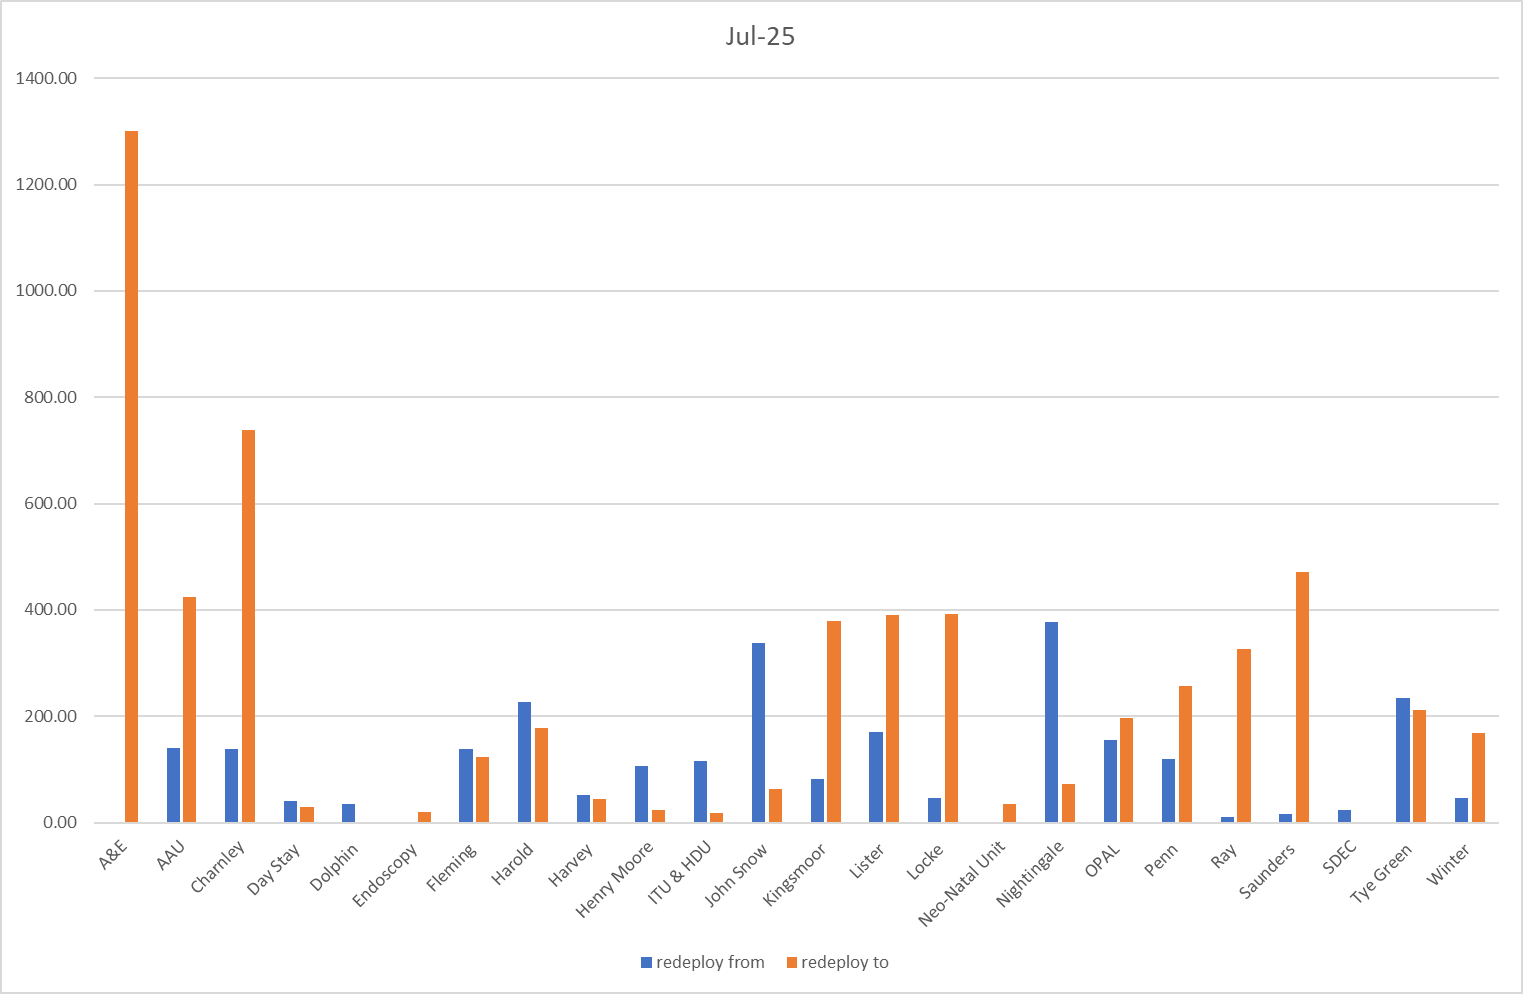 Jul-25
1400.00
1200.00
1000.00
800.00
600.00
400.00
200.00
0.00
A&E
AAU
Charnley
Day Stay
Dolphin
Endoscopy
Fleming
Harold
Harvey
Henry Moore
ITU & HDU
John Snow
Kingsmoor
Lister
Locke
Neo-Natal Unit
Nightingale
OPAL
Penn
Ray
Saunders
SDEC
Tye Green
Winter
redeploy from redeploy to